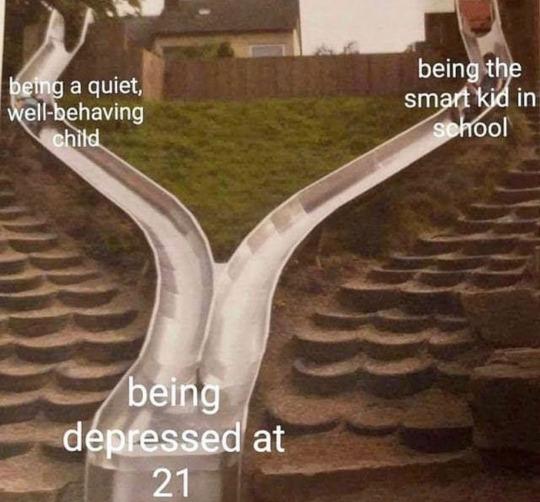 being a quiet,
well-behaving
child
being the
smart kid in
school
being
depressed at
21